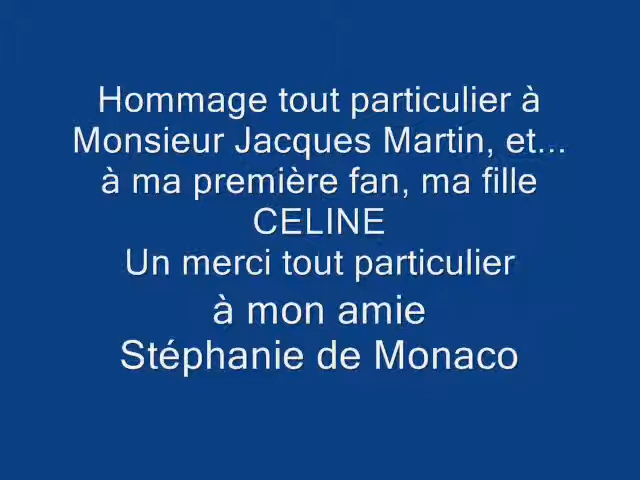 Hommage tout particulier à
Monsieur Jacques Martin, et...
à ma première fan, ma fille
CELINE
Un merci tout particulier
à mon amie
Stéphanie de Monaco